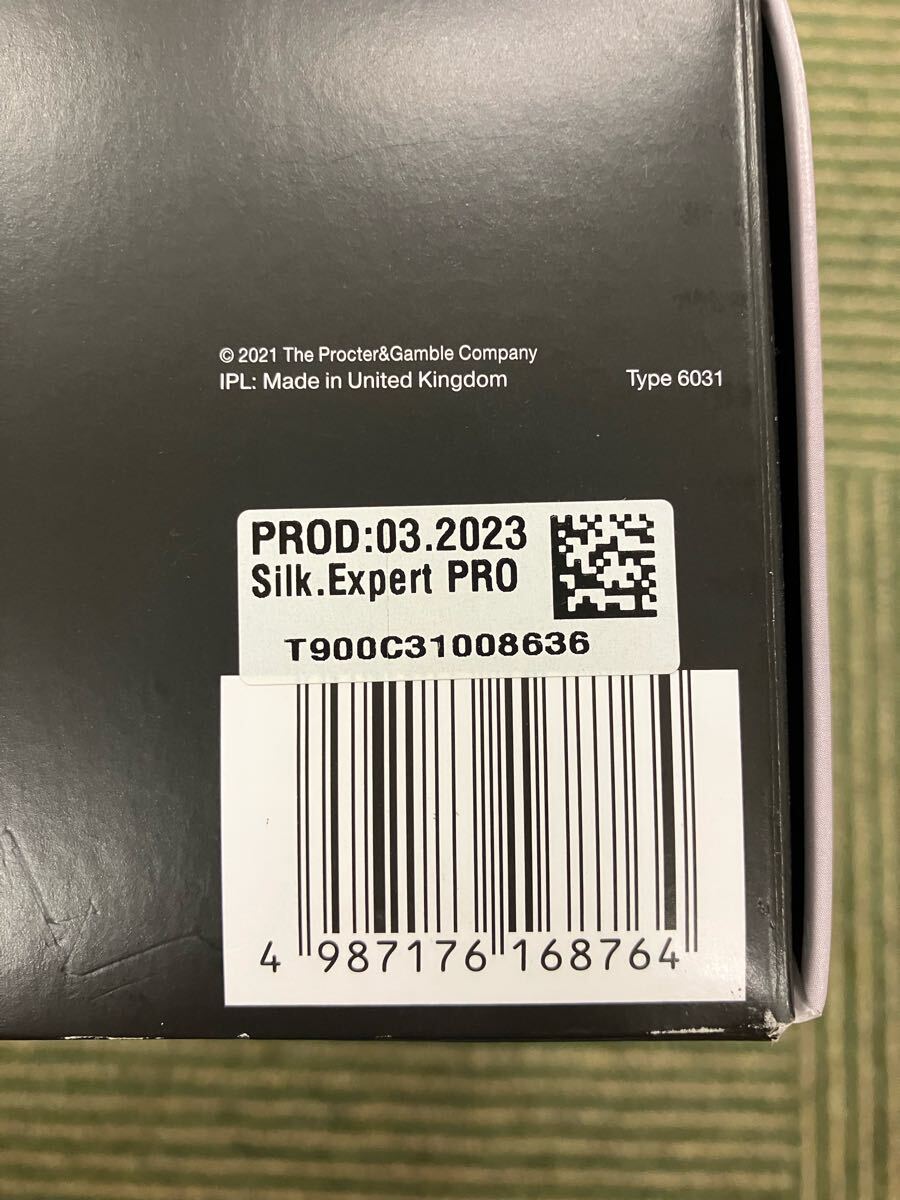 © 2021 The Procter&Gamble Company
IPL: Made in United Kingdom
Type 6031
PROD:03.2023
Silk.Expert PRO
T900C31008636
4 987176 168764